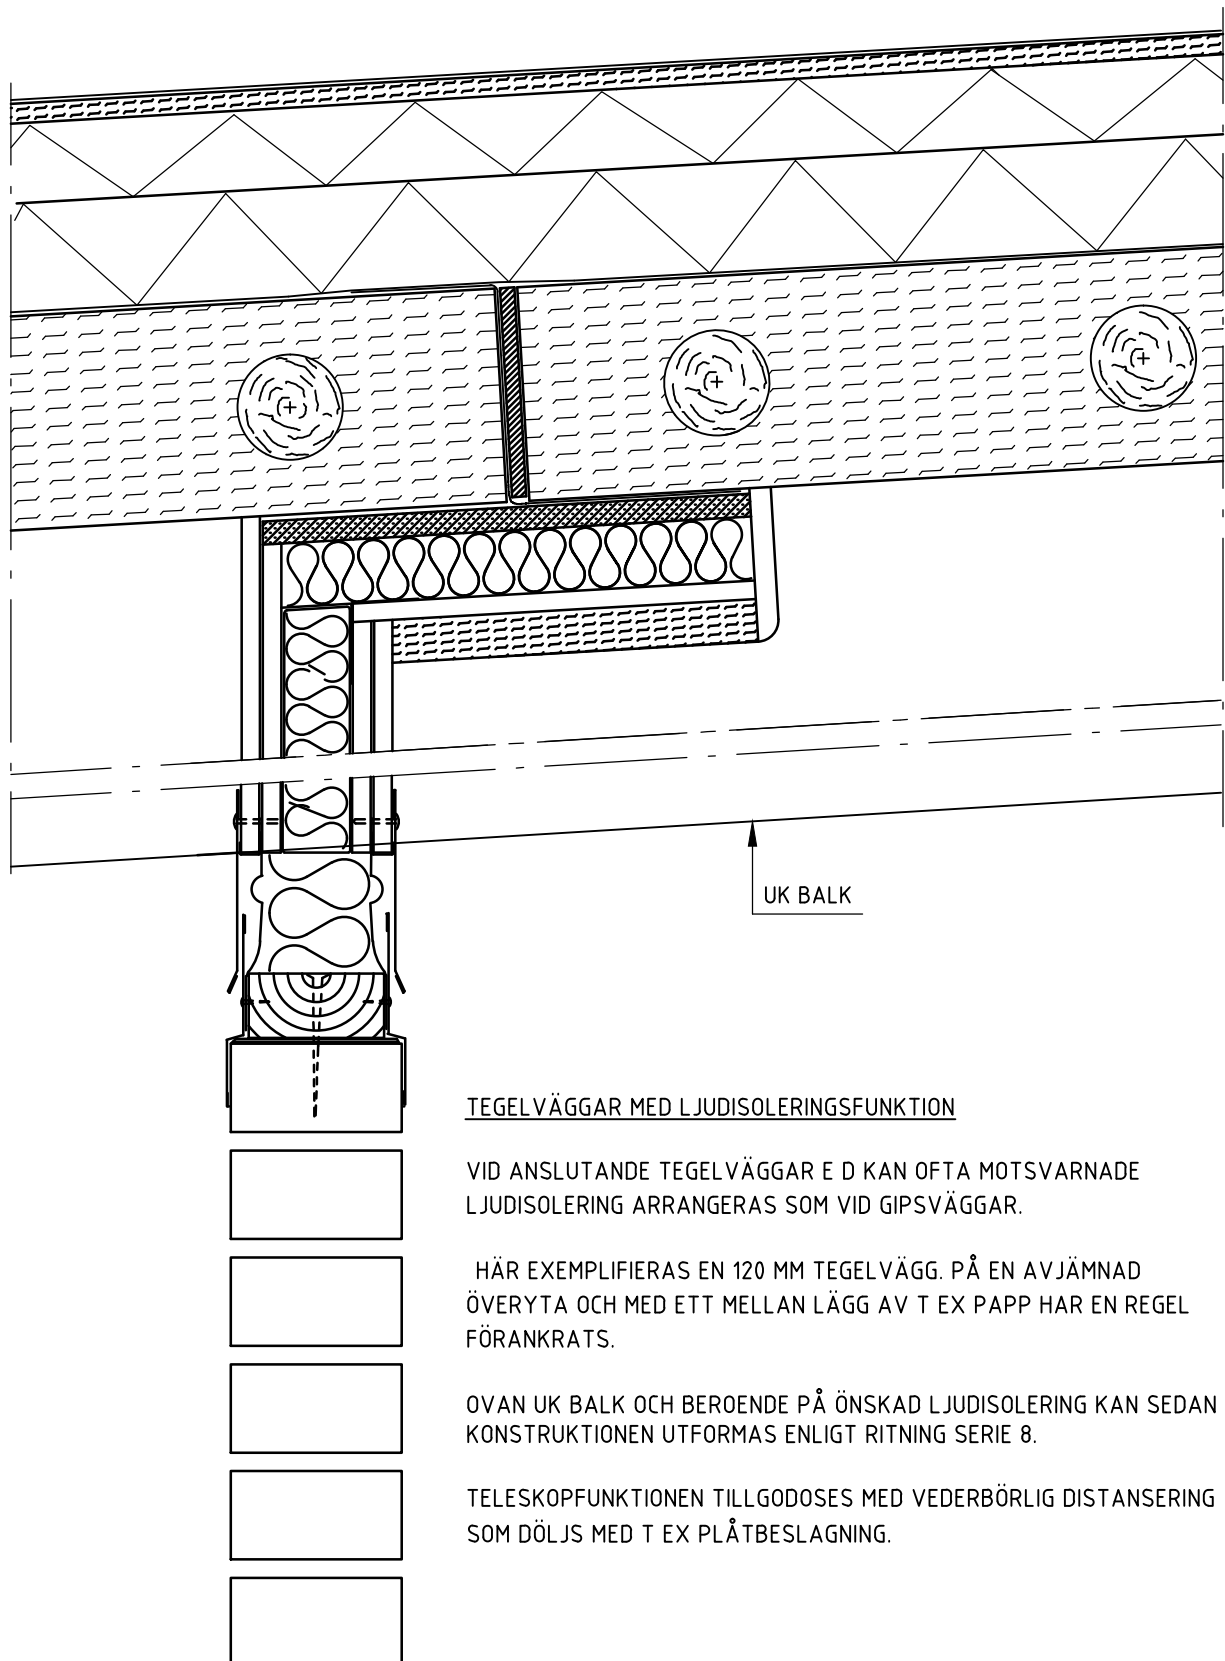 UK BALK
TEGELVÄGGAR MED LJUDISOLERINGSFUNKTION
VID ANSLUTANDE TEGELVÄGGAR E D KAN OFTA MOTSVARNADE
LJUDISOLERING ARRANGERAS SOM VID GIPSVÄGGAR.
HÄR EXEMPLIFIERAS EN 120 MM TEGELVÄGG. PÅ EN AVJÄMNAD
ÖVERYTA OCH MED ETT MELLAN LÄGG AV T EX PAPP HAR EN REGEL
FÖRANKRATS.
OVAN UK BALK OCH BEROENDE PÅ ÖNSKAD LJUDISOLERING KAN SEDAN
KONSTRUKTIONEN UTFORMAS ENLIGT RITNING SERIE 8.
TELESKOPFUNKTIONEN TILLGODOSES MED VEDERBÖRLIG DISTANSERING
SOM DÖLJS MED T EX PLÅTBESLAGNING.